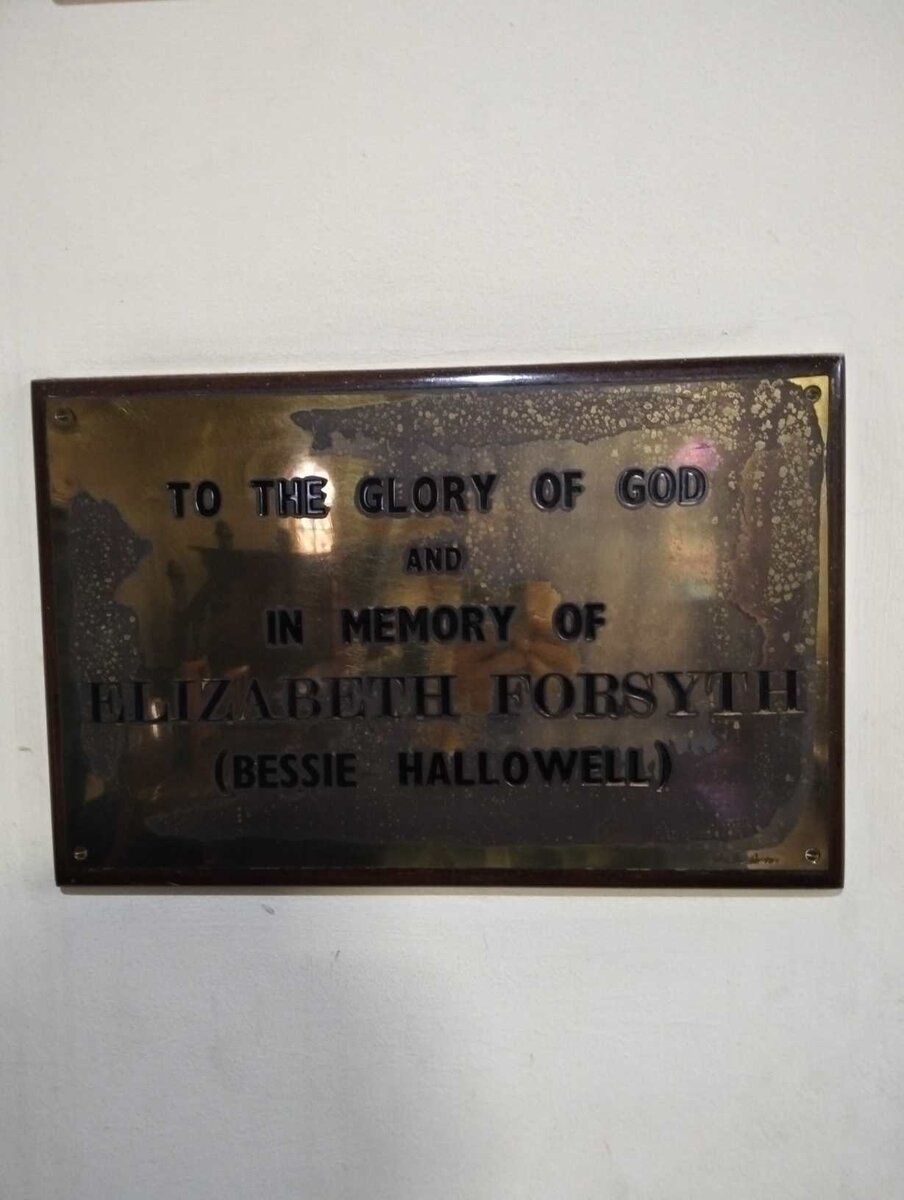 TO THE GLORY OF GOD
AND
IN MEMORY OF
ELIZABETH FORSYTH
(BESSIE HALLOWELL)